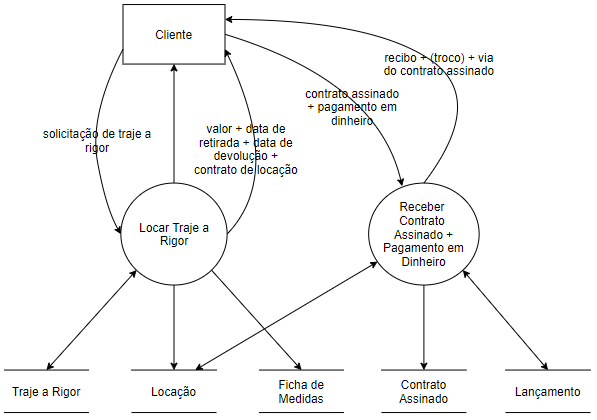 Cliente
recibo + (troco) + via
do contrato assinado
contrato assinado
+ pagamento em
dinheiro
solicitação de traje a
rigor
valor + data de
retirada + data de
devolução +
contrato de locação
Locar Traje a
Rigor
Receber
Contrato
Assinado +
Pagamento em
Dinheiro
Traje a Rigor
Locação
Ficha de
Medidas
Contrato
Assinado
Lançamento